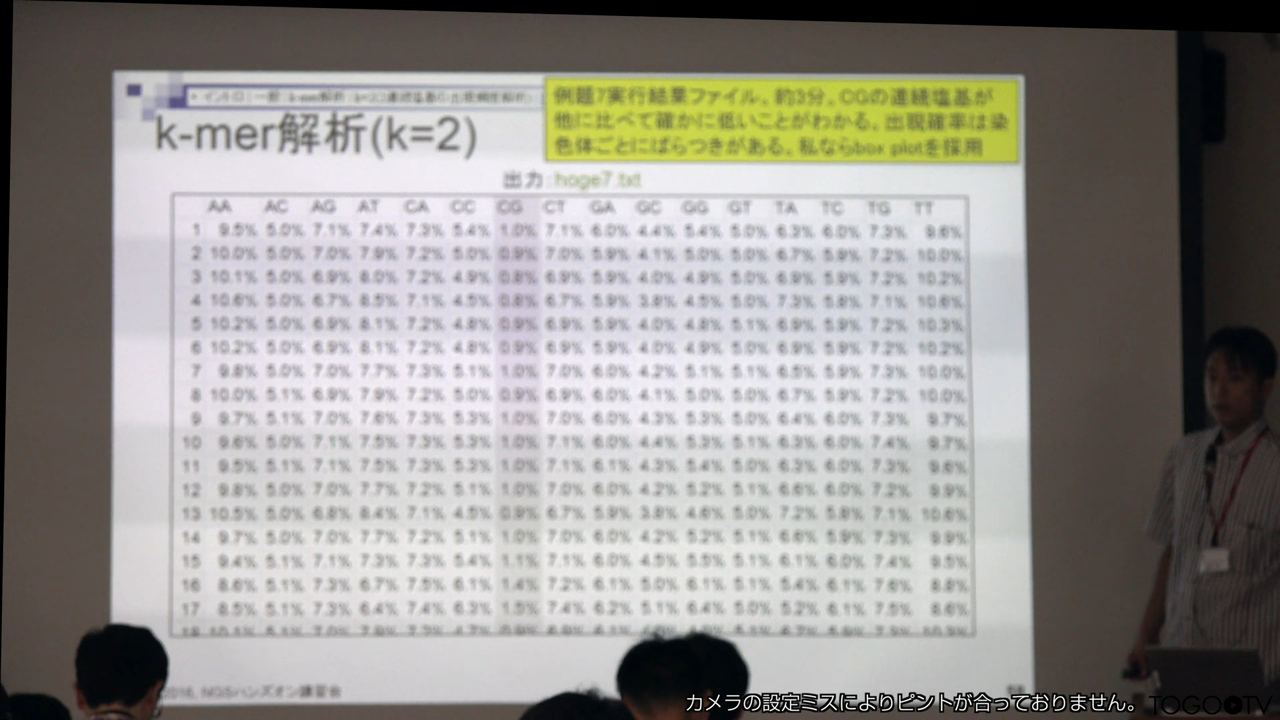 • イントロ | 一般 | k-mer解析 | k=2(2連続塩基の出現頻度解析)
例題7実行結果ファイル。約3分。CGの連続塩基が
他に比べて確かに低いことがわかる。出現確率は染
色体ごとにばらつきがある。私ならbox plotを採用
k-mer解析(k=2)
出力:hoge7.txt
AA AC AG AT CA CC CG CT GA GC GG GT TA TC TG TT
1 9.5% 5.0% 7.1% 7.4% 7.3% 5.4% 1.0% 7.1% 6.0% 4.4% 5.4% 5.0% 6.3% 6.0% 7.3% 9.6%
2 10.0% 5.0% 7.0% 7.9% 7.2% 5.0% 0.9% 7.0% 5.9% 4.1% 5.0% 5.0% 6.7% 5.9% 7.2% 10.0%
3 10.1% 5.0% 6.9% 8.0% 7.2% 4.9% 0.8% 6.9% 5.9% 4.0% 4.9% 5.0% 6.9% 5.9% 7.2% 10.2%
4 10.6% 5.0% 6.7% 8.5% 7.1% 4.5% 0.8% 6.7% 5.9% 3.8% 4.5% 5.0% 7.3% 5.8% 7.1% 10.6%
5 10.2% 5.0% 6.9% 8.1% 7.2% 4.8% 0.9% 6.9% 5.9% 4.0% 4.8% 5.1% 6.9% 5.9% 7.2% 10.3%
6 10.2% 5.0% 6.9% 8.1% 7.2% 4.8% 0.9% 6.9% 5.9% 4.0% 4.9% 5.0% 6.9% 5.9% 7.2% 10.2%
7 9.8% 5.0% 7.0% 7.7% 7.3% 5.1% 1.0% 7.0% 6.0% 4.2% 5.1% 5.1% 6.5% 5.9% 7.3% 10.0%
8 10.0% 5.1% 6.9% 7.9% 7.2% 5.0% 0.9% 6.9% 6.0% 4.1% 5.0% 5.0% 6.7% 5.9% 7.2% 10.0%
9 9.7% 5.1% 7.0% 7.6% 7.3% 5.3% 1.0% 7.0% 6.0% 4.3% 5.3% 5.0% 6.4% 6.0% 7.3% 9.7%
10 9.6% 5.0% 7.1% 7.5% 7.3% 5.3% 1.0% 7.1% 6.0% 4.4% 5.3% 5.1% 6.3% 6.0% 7.4% 9.7%
11 9.5% 5.1% 7.1% 7.5% 7.3% 5.3% 1.0% 7.1% 6.1% 4.3% 5.4% 5.0% 6.3% 6.0% 7.3% 9.6%
12 9.8% 5.0% 7.0% 7.7% 7.2% 5.1% 1.0% 7.0% 6.0% 4.2% 5.2% 5.1% 6.6% 6.0% 7.2% 9.9%
13 10.5% 5.0% 6.8% 8.4% 7.1% 4.5% 0.9% 6.7% 5.9% 3.8% 4.6% 5.0% 7.2% 5.8% 7.1% 10.6%
14 9.7% 5.0% 7.0% 7.7% 7.2% 5.1% 1.0% 7.0% 6.0% 4.2% 5.2% 5.1% 6.6% 5.9% 7.3% 9.9%
15 9.4% 5.1% 7.1% 7.3% 7.3% 5.4% 1.1% 7.1% 6.0% 4.5% 5.5% 5.1% 6.1% 6.0% 7.4% 9.5%
16 8.6% 5.1% 7.3% 6.7% 7.5% 6.1% 1.4% 7.2% 6.1% 5.0% 6.1% 5.1% 5.4% 6.1% 7.6% 8.8%
17 8.5% 5.1% 7.3% 6.4% 7.4% 6.3% 1.5% 7.4% 6.2% 5.1% 6.4% 5.0% 5.2% 6.1% 7.5% 8.6%
2016, NGSハンズオン講習会
カメラの設定ミスによりピントが合っておりません。
TOGOTV